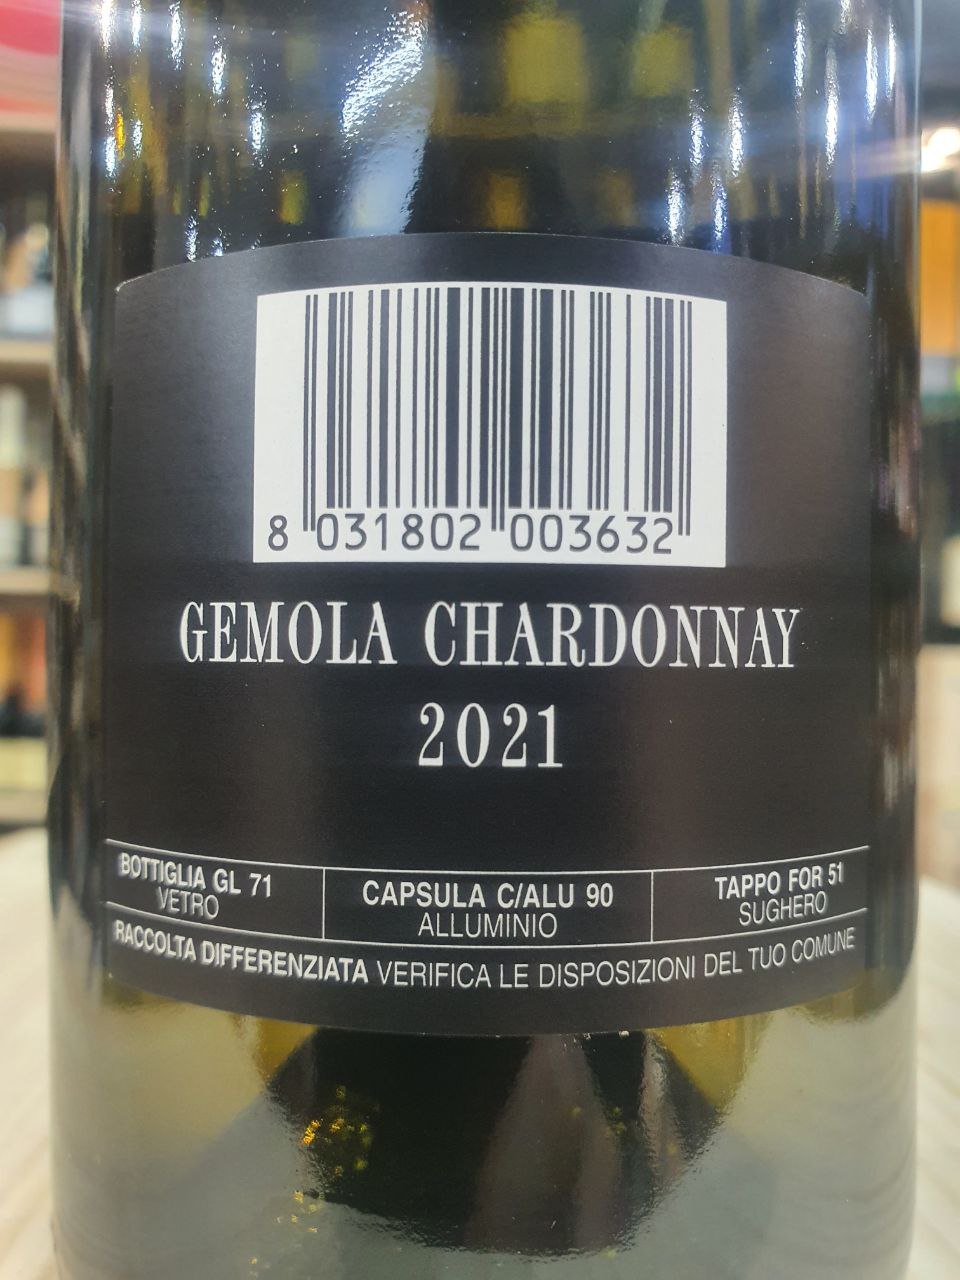 8 031802 003632
GEMOLA CHARDONNAY
2021
BOTTIGLIA GL 71
VETRO
CAPSULA C/ALU 90
ALLUMINIO
TAPPO FOR 51
SUGHERO
RACCOLTA DIFFERENZIATA VERIFICA LE DISPOSIZIONI DEL TUO COMUNE